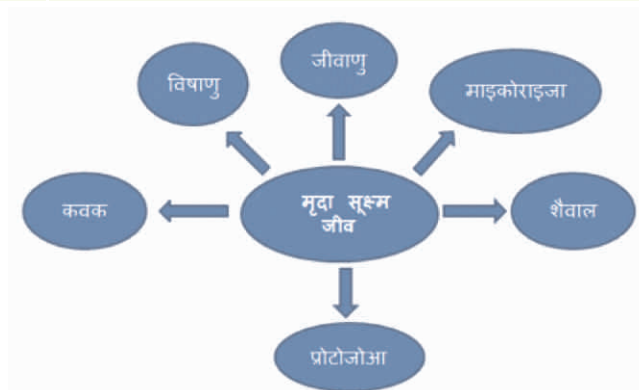 जीवाणु
विषाणु
माइकोराइजा
कवक
मृदा सूक्ष्म
जीव
शैवाल
प्रोटोजोआ